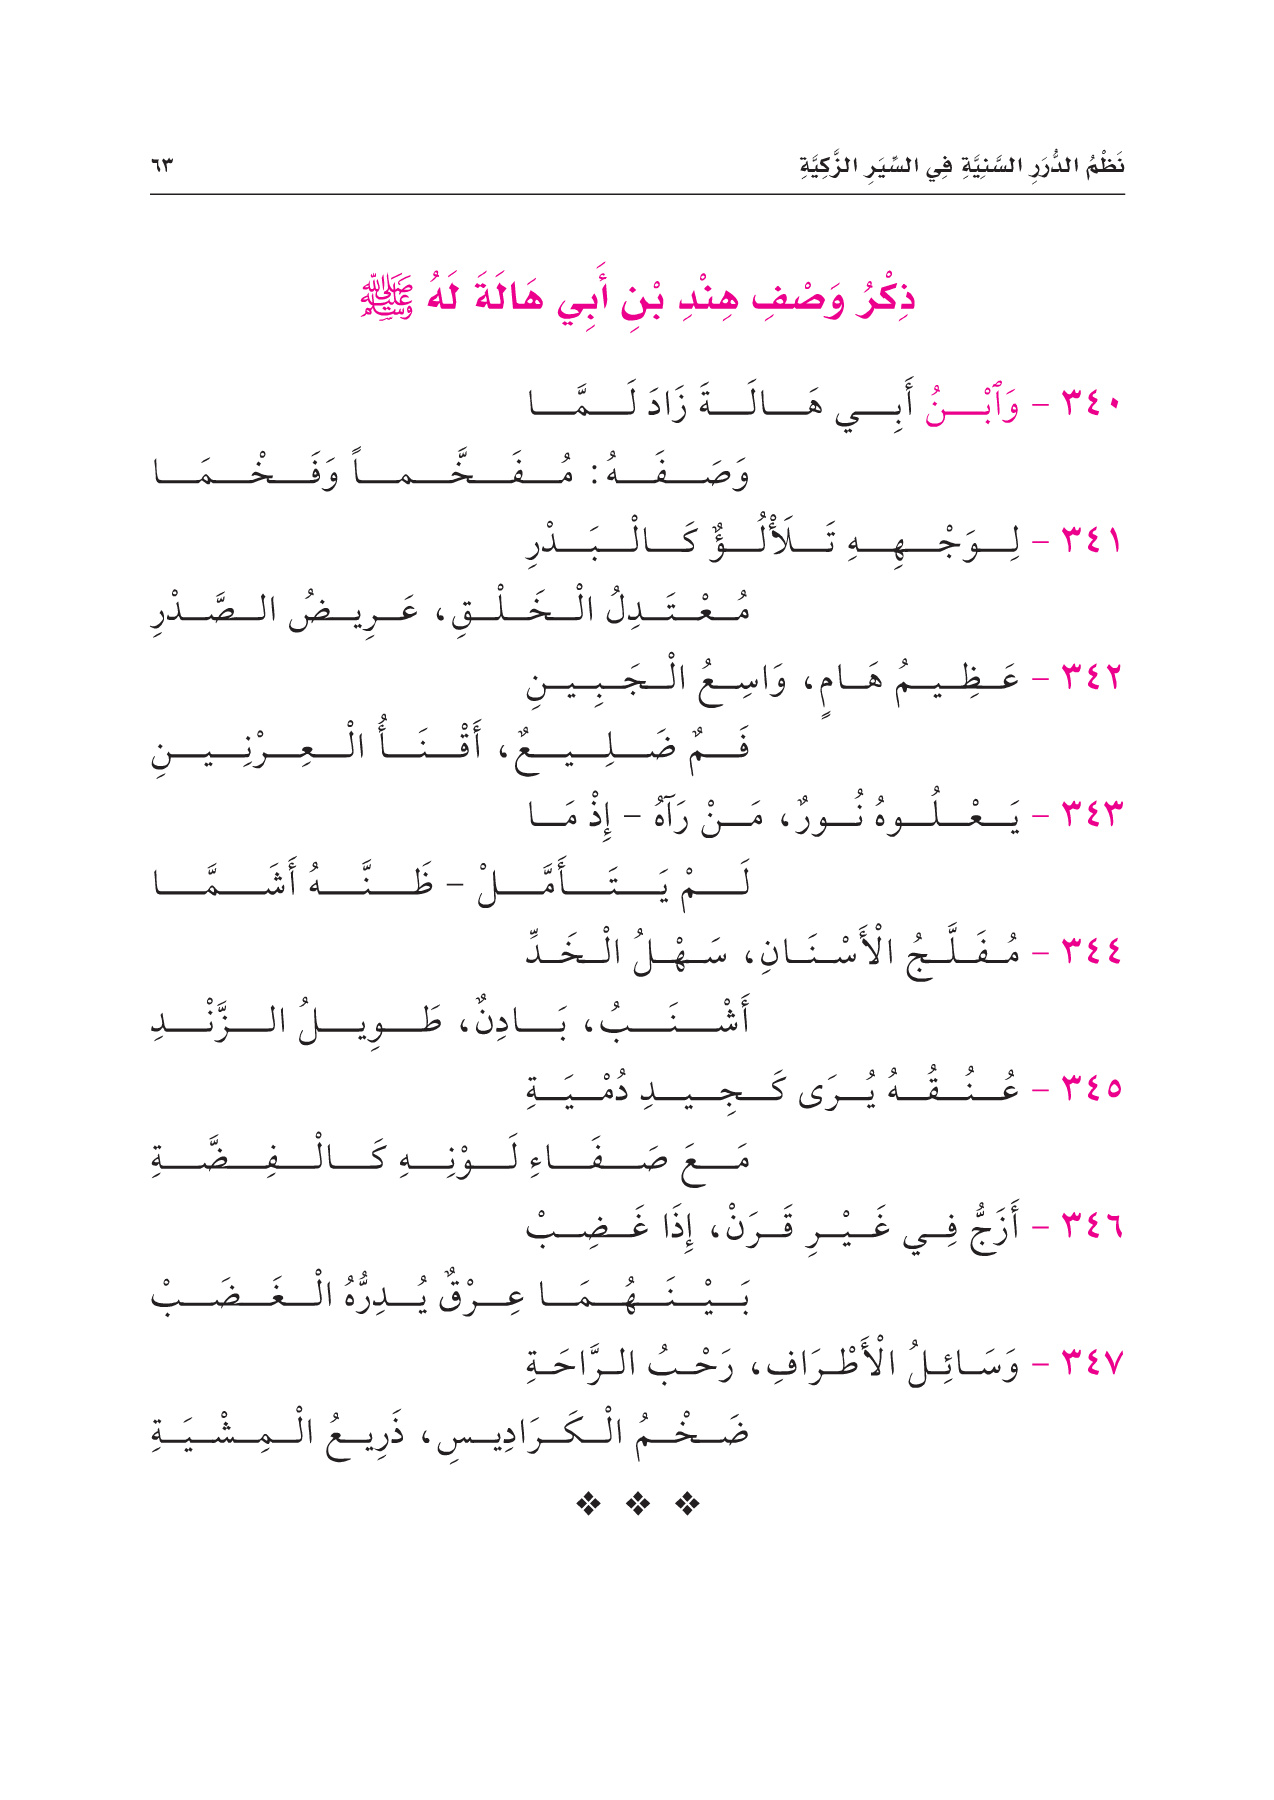 نَظْمُ الدُّرَرِ السَّنِيَّةِ فِي السِّيَرِ الزَّكِيَّةِ ٦٣
ذِكْرُ وَصْفِ هِنْدِ بْنِ أَبِي هَالَةَ لَهُ ﷺ
٣٤٠ - وَٱبْنُ أَبِي هَالَةَ زَادَ لَمَّا
وَصَفَهُ: مُفَخَّماً وَفَخْمَا
٣٤١ - لِوَجْهِهِ تَلَأْلُؤٌ كَالْبَدْرِ
مُعْتَدِلُ الْخَلْقِ، عَرِيضُ الصَّدْرِ
٣٤٢ - عَظِيمُ هَامٍ، وَاسِعُ الْجَبِينِ
فَمٌ ضَلِيعٌ، أَقْنَأُ الْعِرْنِينِ
٣٤٣ - يَعْلُوهُ نُورٌ، مَنْ رَآهُ - إِذْ مَا
لَمْ يَتَأَمَّلْ - ظَنَّهُ أَشَمَّا
٣٤٤ - مُفَلَّجُ الْأَسْنَانِ، سَهْلُ الْخَدِّ
أَشْنَبُ، بَادِنٌ، طَوِيلُ الزَّنْدِ
٣٤٥ - عُنُقُهُ يُرَى كَجِيدِ دُمْيَةِ
مَعَ صَفَاءِ لَوْنِهِ كَالْفِضَّةِ
٣٤٦ - أَزَجُّ فِي غَيْرِ قَرَنْ، إِذَا غَضِبْ
بَيْنَهُمَا عِرْقٌ يُدِرُّهُ الْغَضَبْ
٣٤٧ - وَسَائِلُ الْأَطْرَافِ، رَحْبُ الرَّاحَةِ
ضَخْمُ الْكَرَادِيسِ، ذَرِيعُ الْمِشْيَةِ